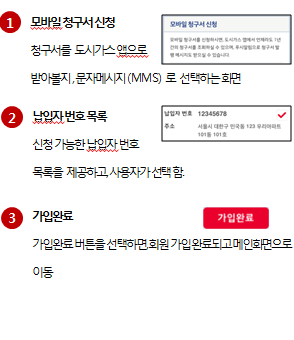 1 모바일 청구서 신청
청구서를 도시가스 앱으로
받아볼지, 문자메시지 (MMS) 로 선택하는 화면
모바일 청구서 신청
모바일 청구서를 신청하시면, 도시가스 앱에서 언제라도 1년
간의 청구서를 조회하실 수 있으며, 푸시알림으로 청구서 발
행 메시지도 받으실 수 있습니다.
2 납입자 번호 목록
신청 가능한 납입자 번호
목록을 제공하고, 사용자가 선택 함.
납입자 번호 12345678
주소 서울시 대한구 민국동 123 우리아파트
101동 101호
3 가입완료
가입완료 버튼을 선택하면, 회원 가입 완료되고 메인화면으로
이동
가입완료